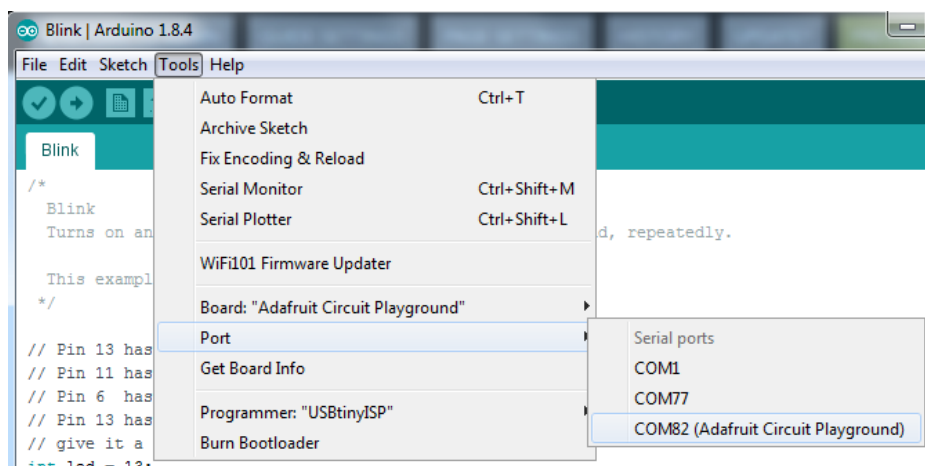 Blink | Arduino 1.8.4
File Edit Sketch Tools Help
Auto Format Ctrl+T
Archive Sketch
Blink
Fix Encoding & Reload
/*
Serial Monitor Ctrl+Shift+M
Blink
Serial Plotter Ctrl+Shift+L
Turns on an d, repeatedly.
WiFi101 Firmware Updater
This exampl
*/
Board: "Adafruit Circuit Playground"
Port Serial ports
// Pin 13 has
Get Board Info COM1
// Pin 11 has
// Pin 6 has COM77
Programmer: "USBtinyISP"
// Pin 13 has
COM82 (Adafruit Circuit Playground)
// give it a
Burn Bootloader
int led = 13;